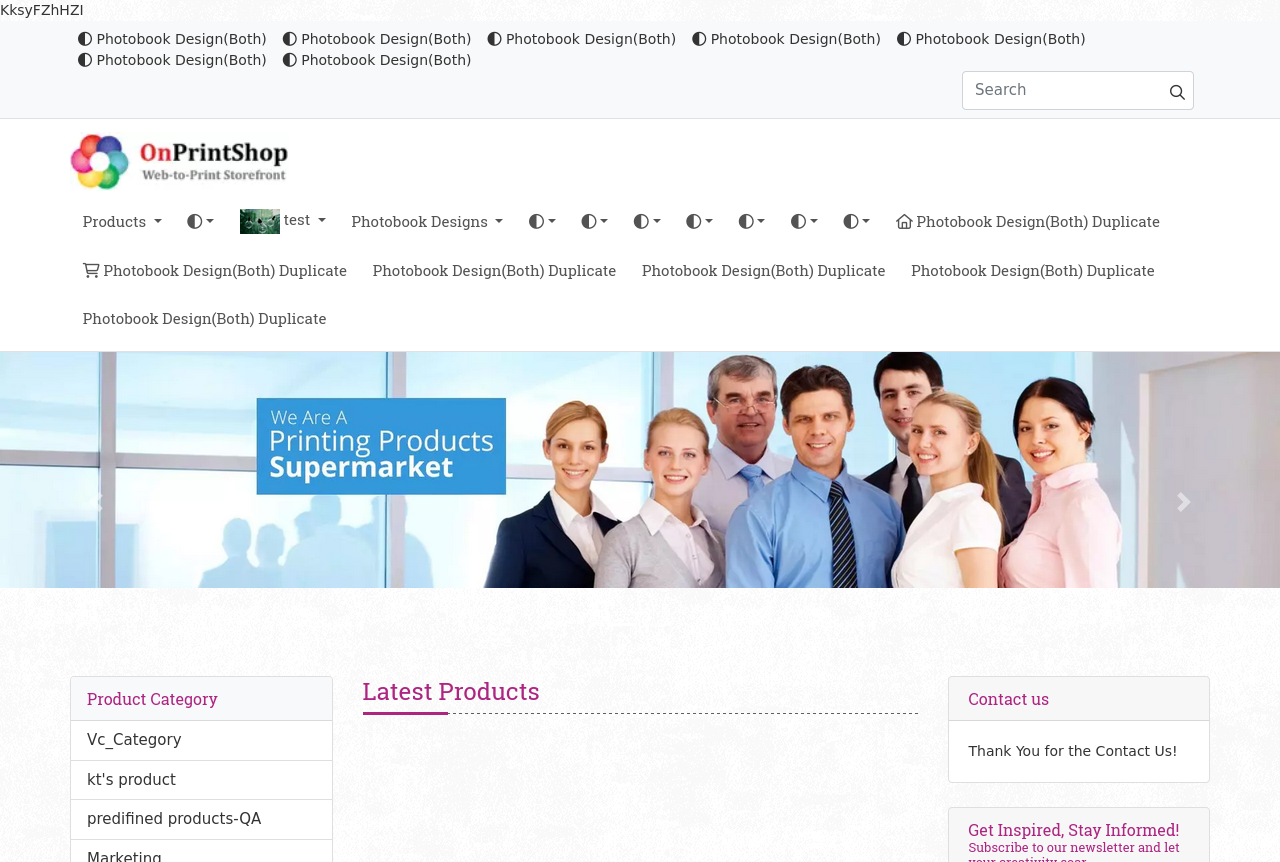 KksyFZhHZI
Photobook Design(Both) Photobook Design(Both) Photobook Design(Both) Photobook Design(Both) Photobook Design(Both)
Photobook Design(Both) Photobook Design(Both)
Search
OnPrintShop
Web-to-Print Storefront
Products test Photobook Designs Photobook Design(Both) Duplicate
Photobook Design(Both) Duplicate Photobook Design(Both) Duplicate Photobook Design(Both) Duplicate Photobook Design(Both) Duplicate
Photobook Design(Both) Duplicate
We Are A
Printing Products
Supermarket
Product Category
Vc_Category
kt's product
predifined products-QA
Marketing
Latest Products
Contact us
Thank You for the Contact Us!
Get Inspired, Stay Informed!
Subscribe to our newsletter and let
your creativity soar